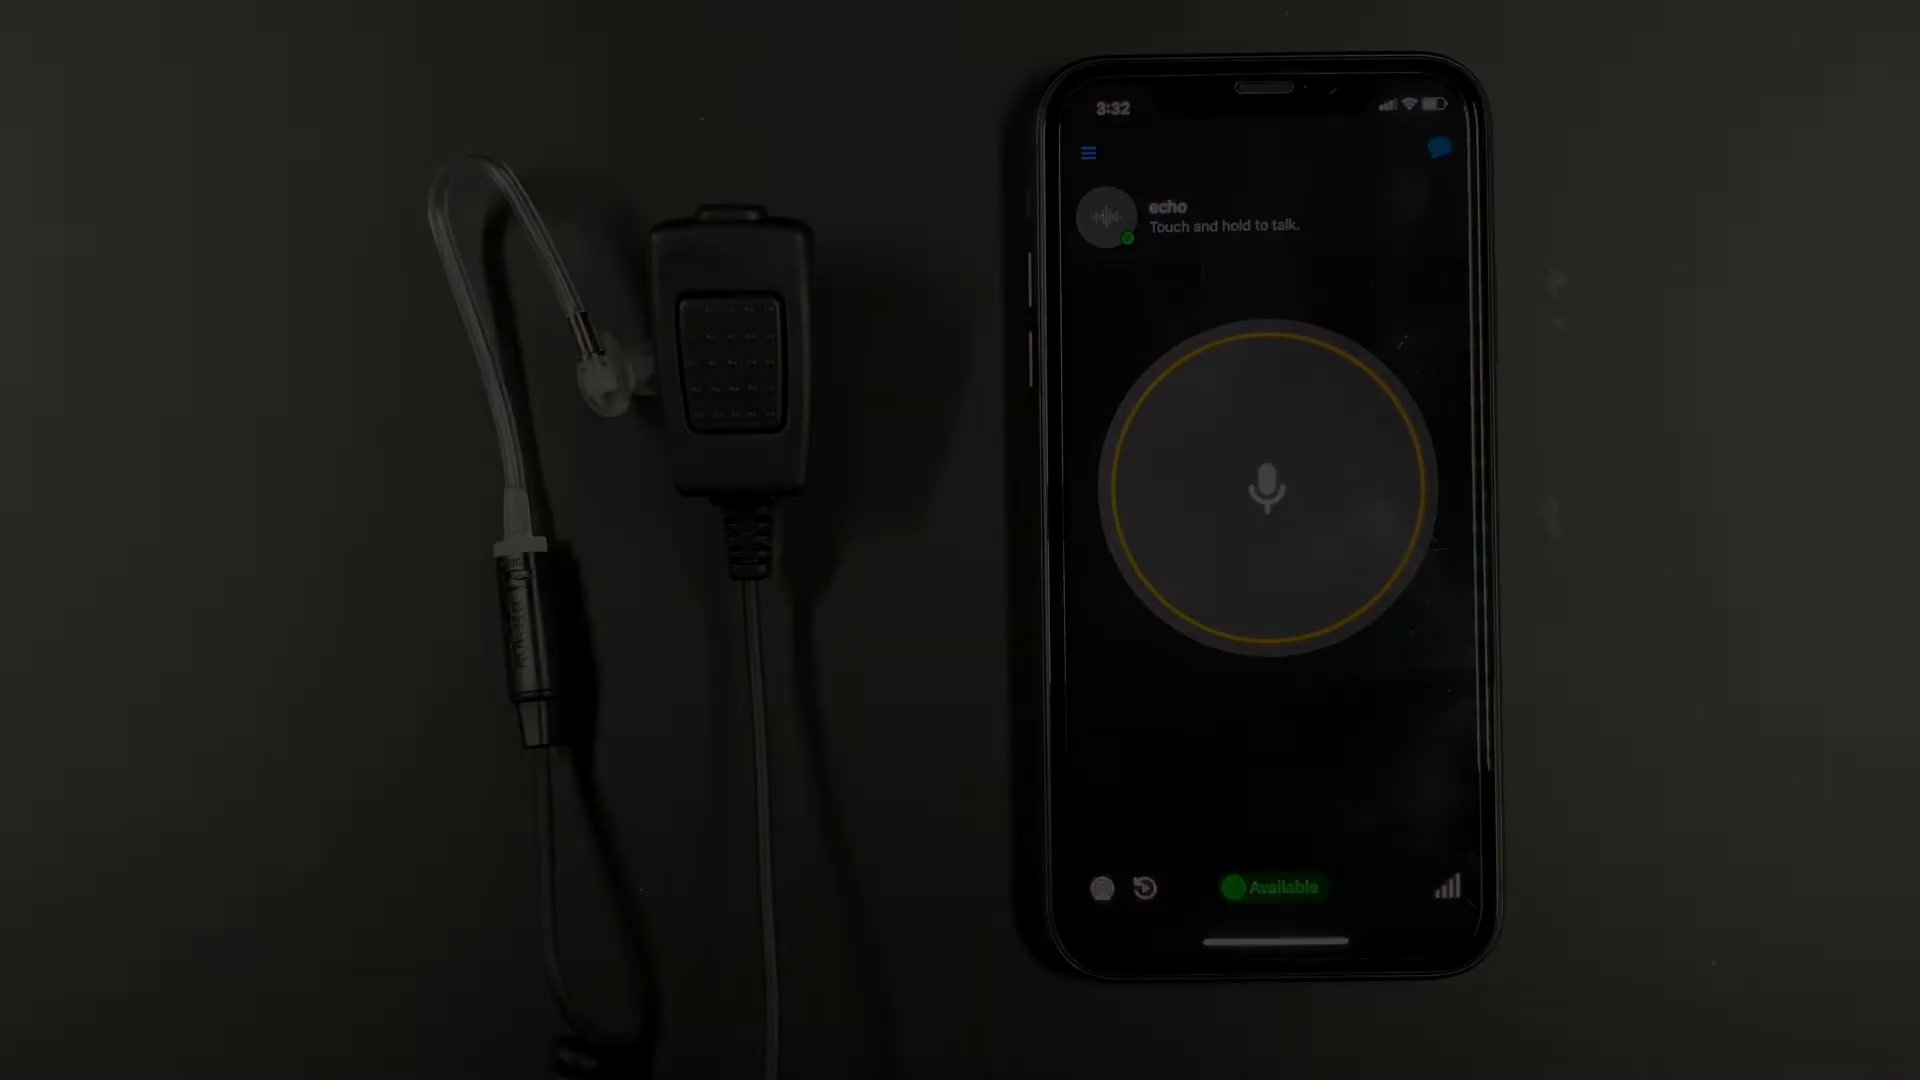 3:32
echo
Touch and hold to talk.
Available